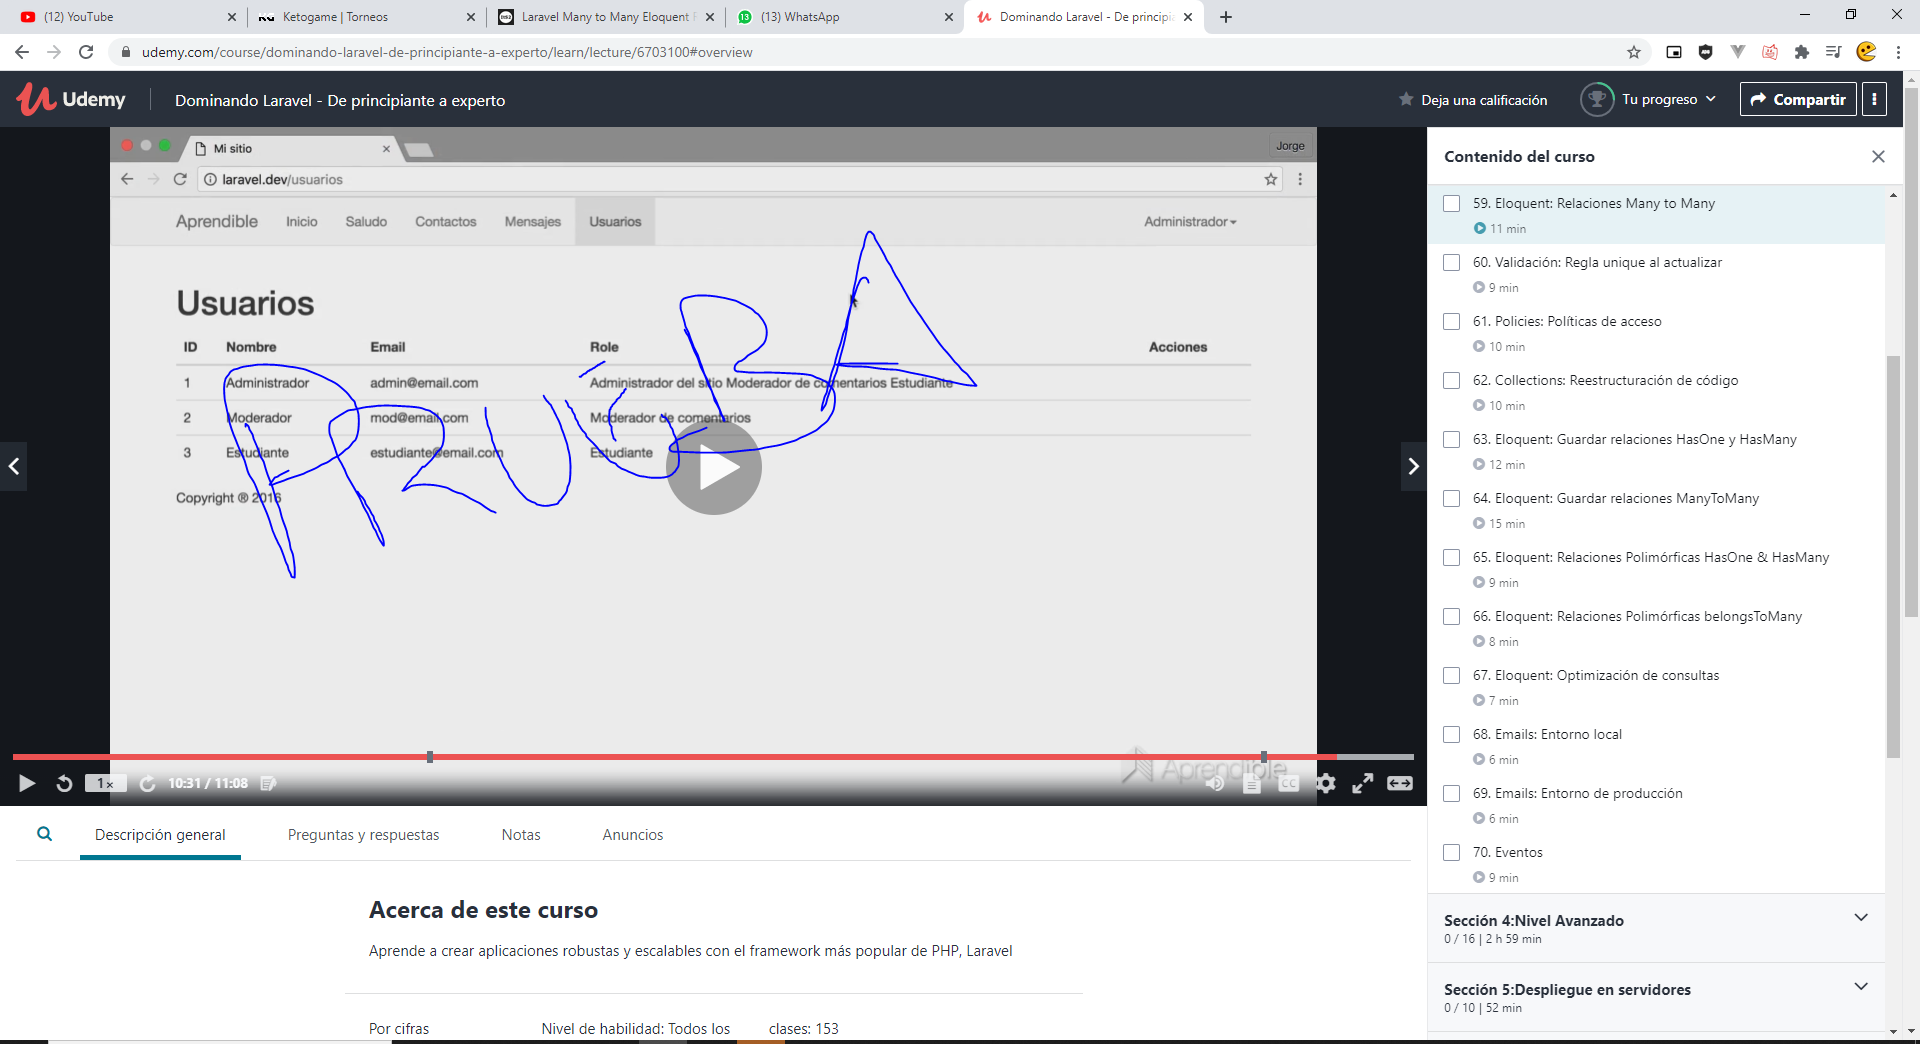 (12) YouTube
KG Ketogame | Torneos
Laravel Many to Many Eloquent
(13) WhatsApp
Dominando Laravel - De principi
udemy.com/course/dominando-laravel-de-principiante-a-experto/learn/lecture/6703100#overview
Udemy
Dominando Laravel - De principiante a experto
Deja una calificación
Tu progreso
Compartir
Mi sitio
Jorge
laravel.dev/usuarios
Aprendible Inicio Saludo Contactos Mensajes Usuarios Administrador
Usuarios
ID Nombre Email Role Acciones
1 Administrador admin@email.com Administrador del sitio Moderador de comentarios Estudiante
2 Moderador mod@email.com Moderador de comentarios
3 Estudiante estudiante@email.com Estudiante
Copyright ® 2016
PRUEBA
Aprendible
1x
10:31 / 11:08
CC
Descripción general
Preguntas y respuestas
Notas
Anuncios
Acerca de este curso
Aprende a crear aplicaciones robustas y escalables con el framework más popular de PHP, Laravel
Por cifras
Nivel de habilidad: Todos los
clases: 153
Contenido del curso
59. Eloquent: Relaciones Many to Many
11 min
60. Validación: Regla unique al actualizar
9 min
61. Policies: Políticas de acceso
10 min
62. Collections: Reestructuración de código
10 min
63. Eloquent: Guardar relaciones HasOne y HasMany
12 min
64. Eloquent: Guardar relaciones ManyToMany
15 min
65. Eloquent: Relaciones Polimórficas HasOne & HasMany
9 min
66. Eloquent: Relaciones Polimórficas belongsToMany
8 min
67. Eloquent: Optimización de consultas
7 min
68. Emails: Entorno local
6 min
69. Emails: Entorno de producción
6 min
70. Eventos
9 min
Sección 4:Nivel Avanzado
0 / 16 | 2 h 59 min
Sección 5:Despliegue en servidores
0 / 10 | 52 min